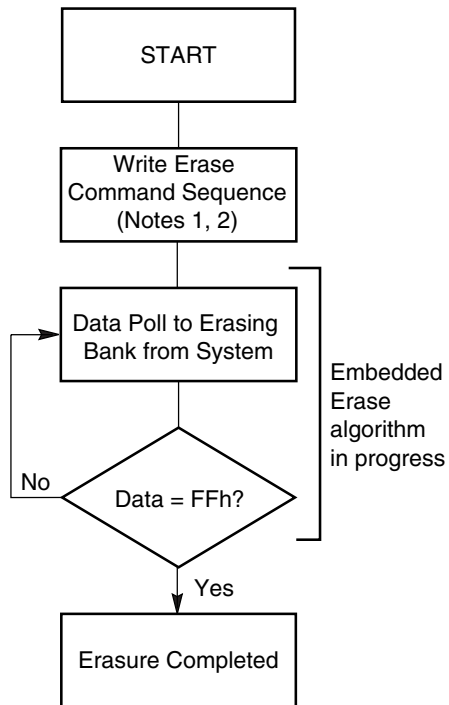 START
Write Erase
Command Sequence
(Notes 1, 2)
Data Poll to Erasing
Bank from System
Embedded
Erase
algorithm
in progress
No
Data = FFh?
Yes
Erasure Completed